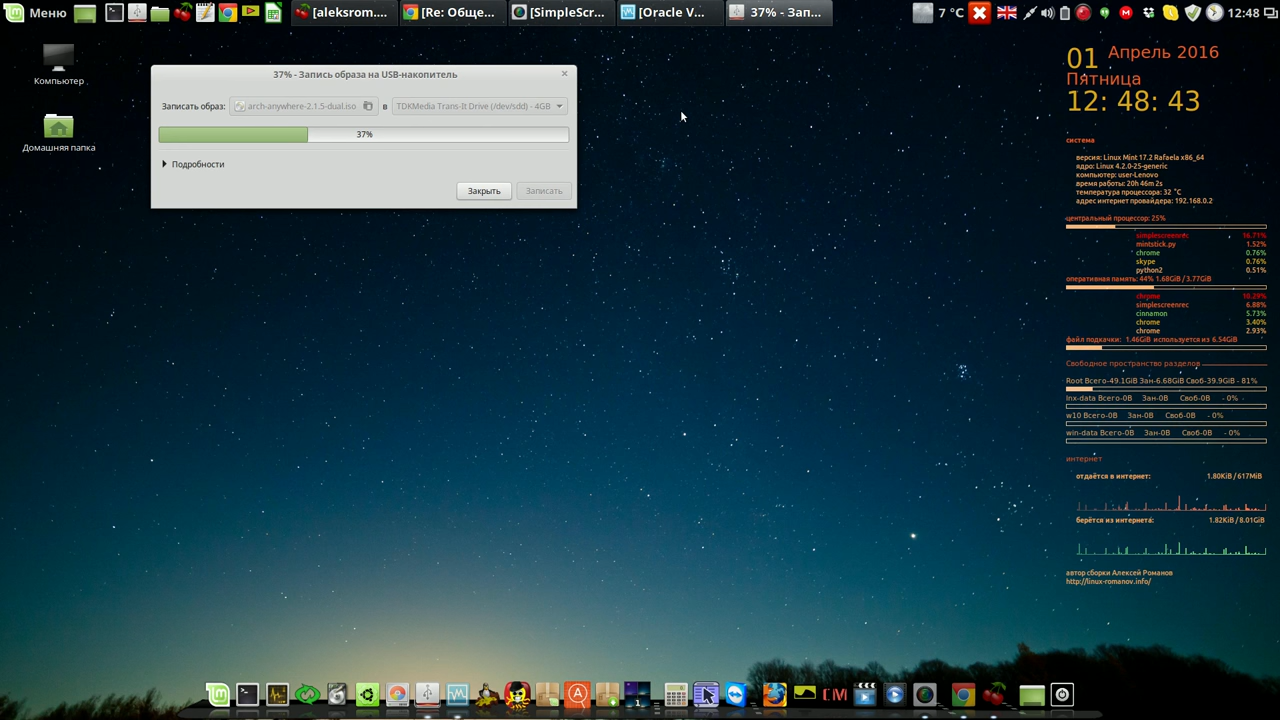 Меню
[aleksrom....
[Re: Обще...
[SimpleScr...
[Oracle V...
37% - Зап...
7 °C
12:48
Компьютер
Домашняя папка
37% - Запись образа на USB-накопитель
Записать образ: arch-anywhere-2.1.5-dual.iso в TDKMedia Trans-It Drive (/dev/sdd) - 4GB
37%
Подробности
Закрыть Записать
01 Апрель 2016
Пятница
12: 48: 43
система
версия: Linux Mint 17.2 Rafaela x86_64
ядро: Linux 4.2.0-25-generic
компьютер: user-Lenovo
время работы: 20h 46m 2s
температура процессора: 32 °C
адрес интернет провайдера: 192.168.0.2
центральный процессор: 25%
simplescreenrec 16.71%
mintstick.py 1.52%
chrome 0.76%
skype 0.76%
python2 0.51%
оперативная память: 44% 1.68GiB / 3.77GiB
chrome 10.29%
simplescreenrec 6.88%
cinnamon 5.73%
chrome 3.40%
chrome 2.93%
файл подкачки: 1.46GiB используется из 6.54GiB
Свободное пространство разделов
Root Всего-49.1GiB Зан-6.68GiB Своб-39.9GiB - 81%
lnx-data Всего-0B Зан-0B Своб-0B - 0%
w10 Всего-0B Зан-0B Своб-0B - 0%
win-data Всего-0B Зан-0B Своб-0B - 0%
интернет
отдаётся в интернет: 1.80KiB / 617MiB
берётся из интернета: 1.82KiB / 8.01GiB
автор сборки Алексей Романов
http://linux-romanov.info/